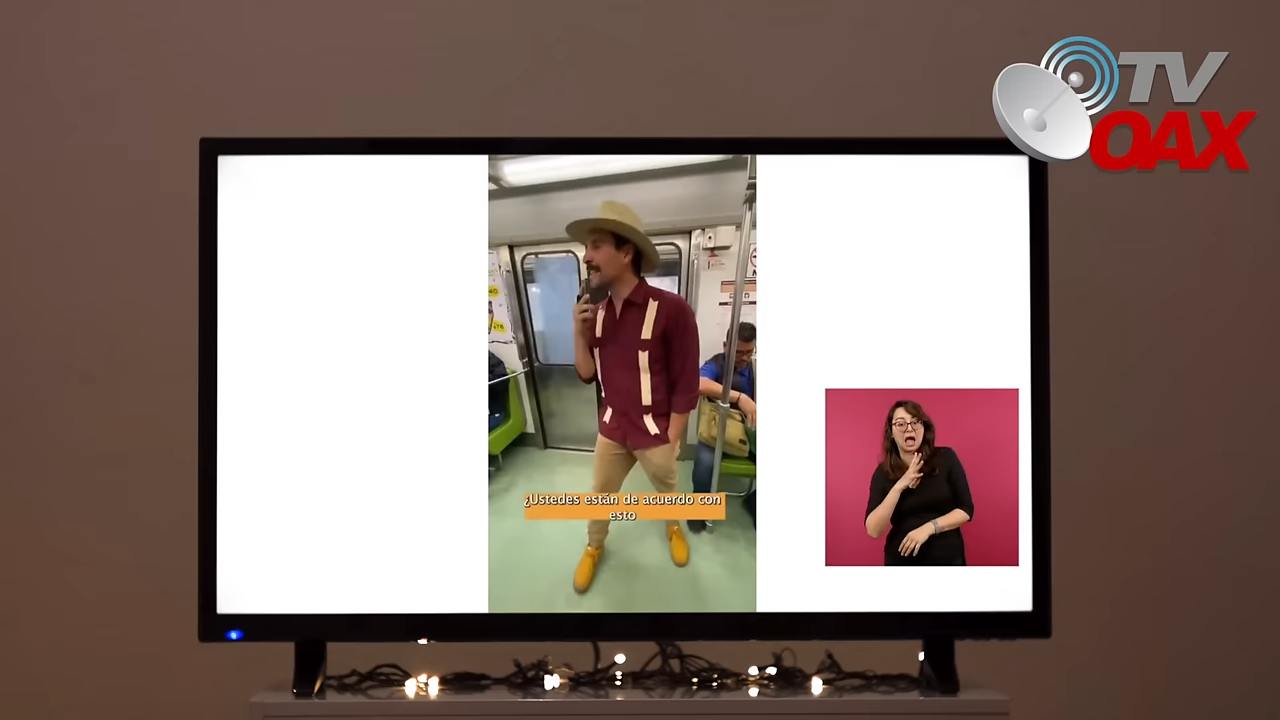 TV
OAX
¿Ustedes están de acuerdo con
esto